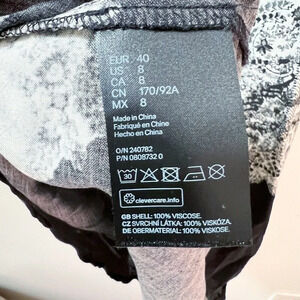 EUR 40
US 8
CA 8
CN 170/92A
MX 8
Made in China
Fabriqué en Chine
Hecho en China
O/N 240782
P/N 0808732 0
30
clevercare.info
GB SHELL: 100% VISCOSE.
CZ SVRCHNÍ LÁTKA: 100% VISKÓZA.
DE OBERMATERIAL: 100% VISKOSE.